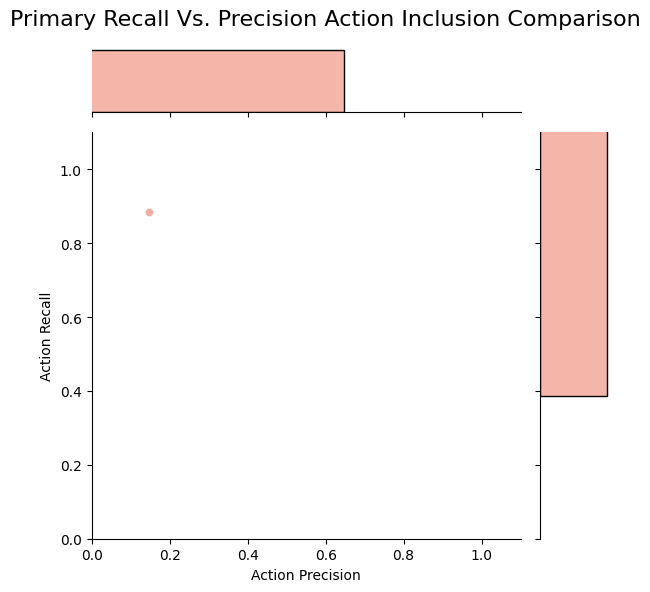 Primary Recall Vs. Precision Action Inclusion Comparison
1.0
0.8
0.6
0.4
0.2
0.0
Action Recall
0.0 0.2 0.4 0.6 0.8 1.0
Action Precision